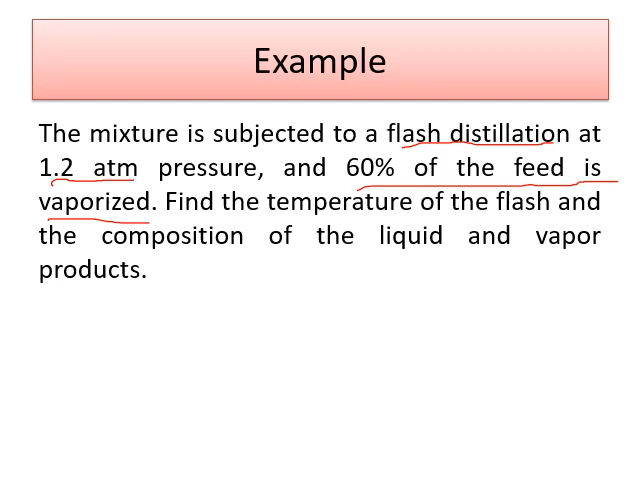 Example
The mixture is subjected to a flash distillation at
1.2 atm pressure, and 60% of the feed is
vaporized. Find the temperature of the flash and
the composition of the liquid and vapor
products.